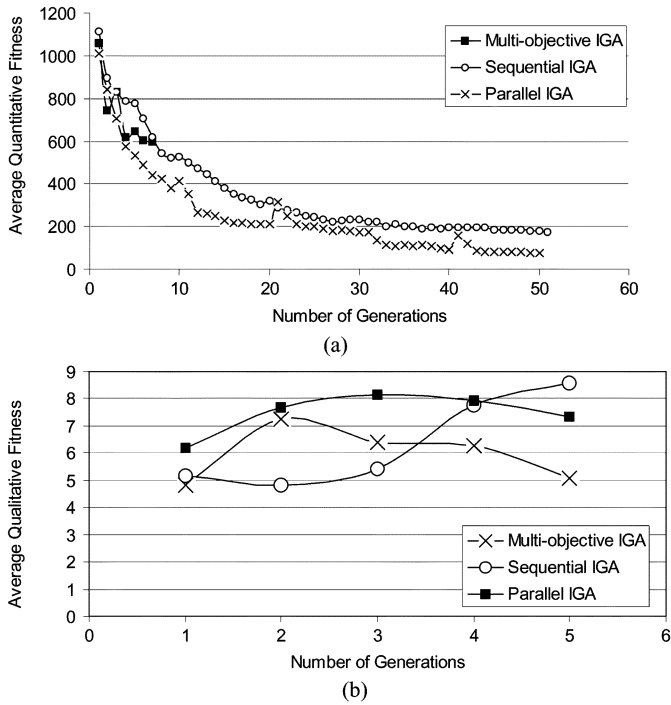 1200
1000
800
600
400
200
0
Average Quantitative Fitness
Multi-objective IGA
Sequential IGA
Parallel IGA
0 10 20 30 40 50 60
Number of Generations
(a)
9
8
7
6
5
4
3
2
1
0
Average Qualitative Fitness
Multi-objective IGA
Sequential IGA
Parallel IGA
0 1 2 3 4 5 6
Number of Generations
(b)